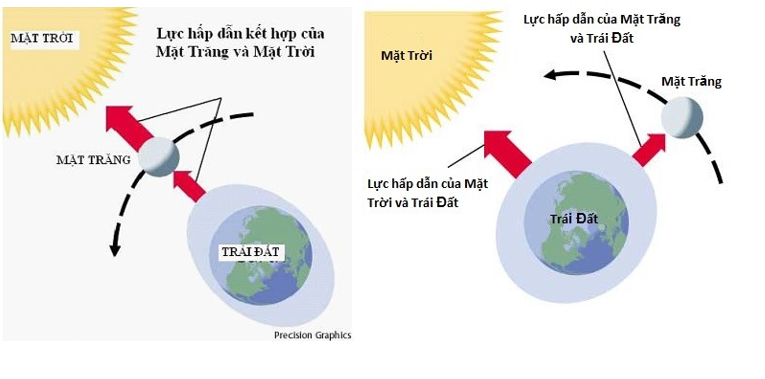 MẶT TRỜI
Lực hấp dẫn kết hợp của
Mặt Trăng và Mặt Trời
MẶT TRĂNG
TRÁI ĐẤT
Precision Graphics
Lực hấp dẫn của Mặt Trăng
và Trái Đất
Mặt Trời
Mặt Trăng
Lực hấp dẫn của Mặt
Trời và Trái Đất
Trái Đất